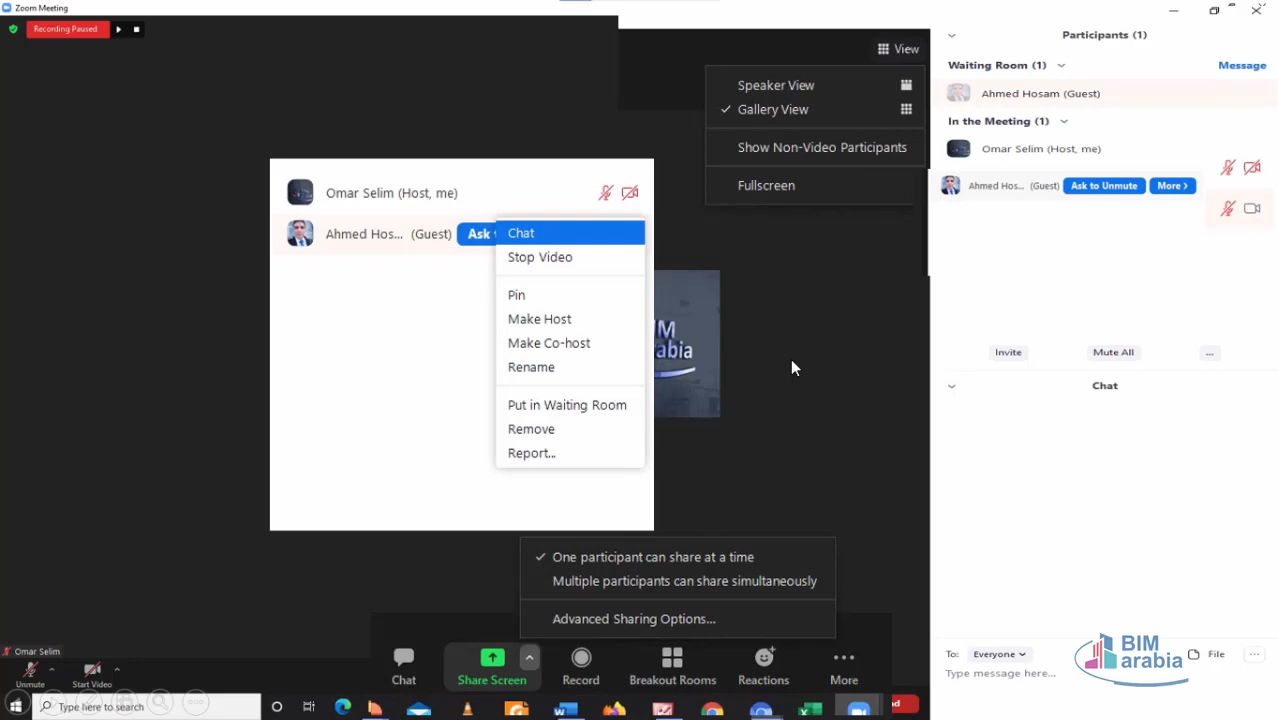 Zoom Meeting
Recording Paused
View
Speaker View
Gallery View
Show Non-Video Participants
Fullscreen
Omar Selim (Host, me)
Ahmed Hos... (Guest)
Ask
Chat
Stop Video
Pin
Make Host
Make Co-host
Rename
Put in Waiting Room
Remove
Report...
arabia
One participant can share at a time
Multiple participants can share simultaneously
Advanced Sharing Options...
Omar Selim
Unmute
Start Video
Chat
Share Screen
Record
Breakout Rooms
Reactions
More
Type here to search
Participants (1)
Waiting Room (1)
Message
Ahmed Hosam (Guest)
In the Meeting (1)
Omar Selim (Host, me)
Ahmed Hos... (Guest) Ask to Unmute More >
Invite
Mute All
...
Chat
To: Everyone
File
...
Type message here...
BIM
arabia